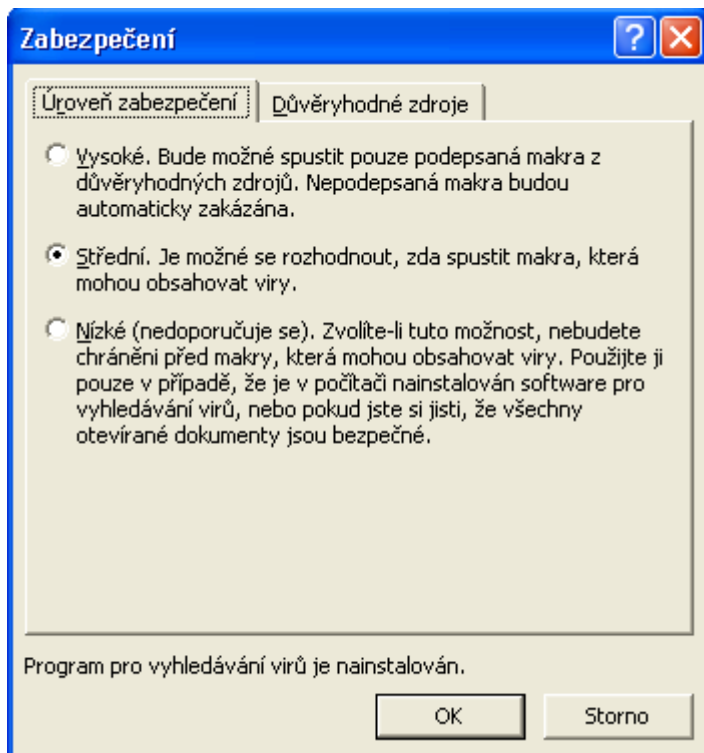 Zabezpečení
Úroveň zabezpečení
Důvěryhodné zdroje
Vysoké. Bude možné spustit pouze podepsaná makra z
důvěryhodných zdrojů. Nepodepsaná makra budou
automaticky zakázána.
Střední. Je možné se rozhodnout, zda spustit makra, která
mohou obsahovat viry.
Nízké (nedoporučuje se). Zvolíte-li tuto možnost, nebudete
chráněni před makry, která mohou obsahovat viry. Použijte ji
pouze v případě, že je v počítači nainstalován software pro
vyhledávání virů, nebo pokud jste si jisti, že všechny
otevírané dokumenty jsou bezpečné.
Program pro vyhledávání virů je nainstalován.
OK
Storno